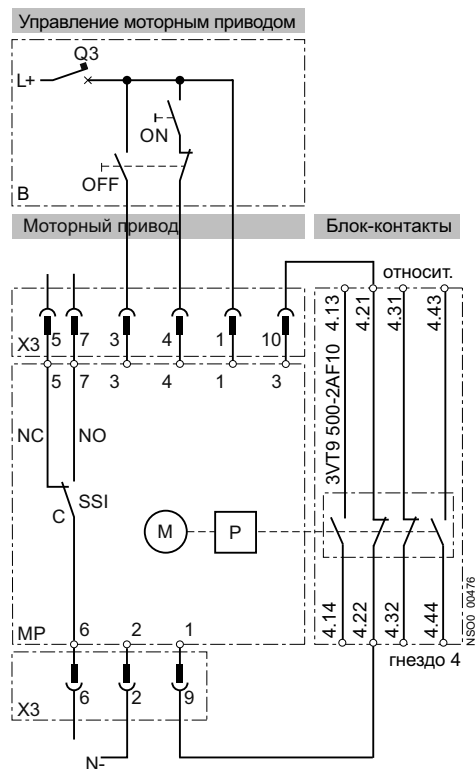 Управление моторным приводом
Q3
L+
ON
OFF
B
Моторный привод
Блок-контакты
относит.
4.13
4.21
4.31
4.43
X3
5 7 3 4 1 10
5 7 3 4 1 3
3VT9 500-2AF10
NC
NO
SSI
C
M
P
4.14
4.22
4.32
4.44
NSO0_00476
MP
6 2 1
гнездо 4
X3
6 2 9
N-